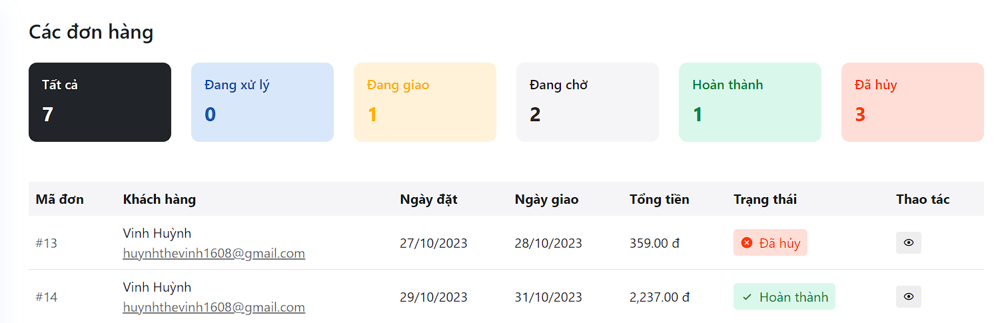 Các đơn hàng
Tất cả
7
Đang xử lý
0
Đang giao
1
Đang chờ
2
Hoàn thành
1
Đã hủy
3
Mã đơn Khách hàng Ngày đặt Ngày giao Tổng tiền Trạng thái Thao tác
#13 Vinh Huỳnh 27/10/2023 28/10/2023 359.00 đ Đã hủy
huynhthevinh1608@gmail.com
#14 Vinh Huỳnh 29/10/2023 31/10/2023 2,237.00 đ Hoàn thành
huynhthevinh1608@gmail.com